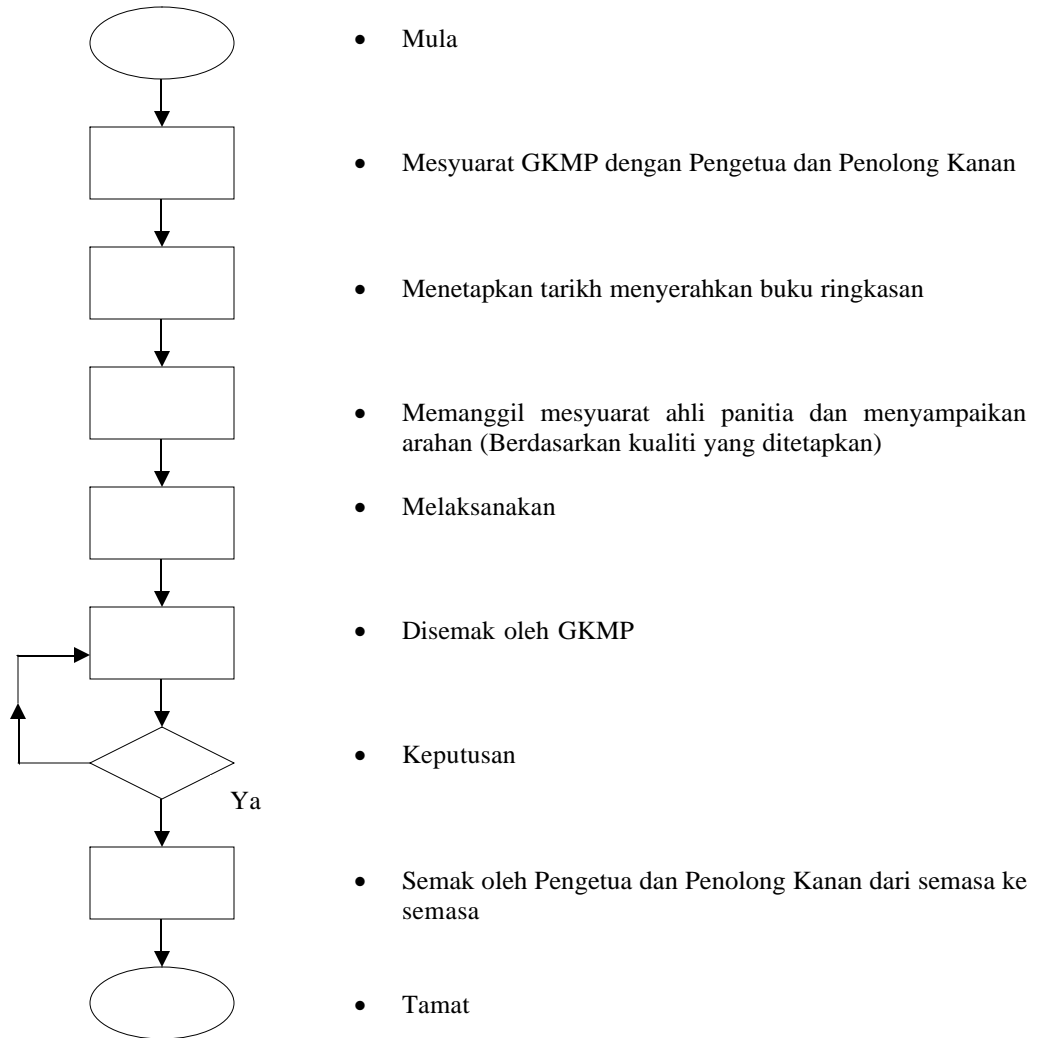 • Mula
• Mesyuarat GKMP dengan Pengetua dan Penolong Kanan
• Menetapkan tarikh menyerahkan buku ringkasan
• Memanggil mesyuarat ahli panitia dan menyampaikan
arahan (Berdasarkan kualiti yang ditetapkan)
• Melaksanakan
• Disemak oleh GKMP
• Keputusan
Ya
• Semak oleh Pengetua dan Penolong Kanan dari semasa ke
semasa
• Tamat